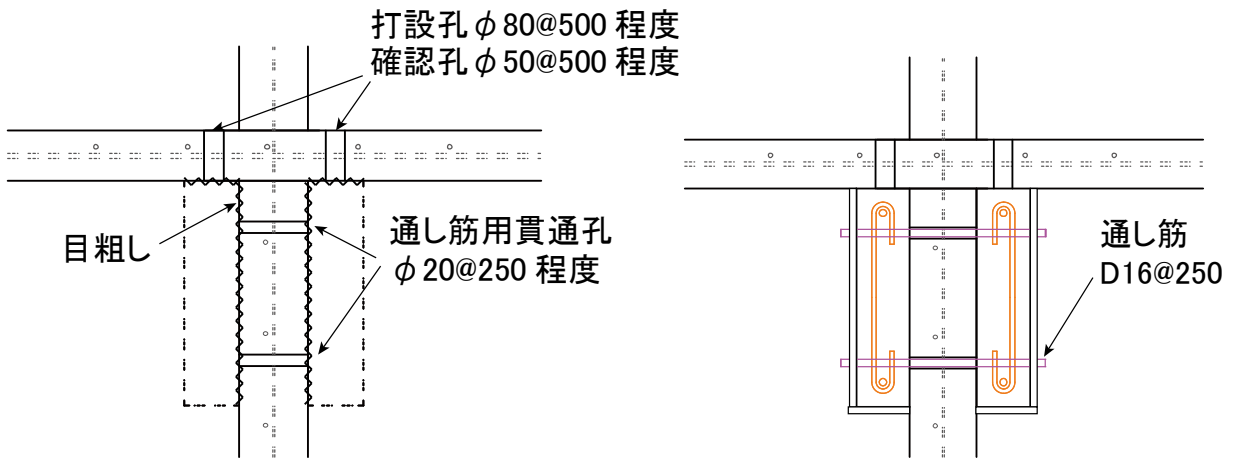 打設孔φ80@500 程度
確認孔φ50@500 程度
目粗し
通し筋用貫通孔
φ20@250 程度
通し筋
D16@250